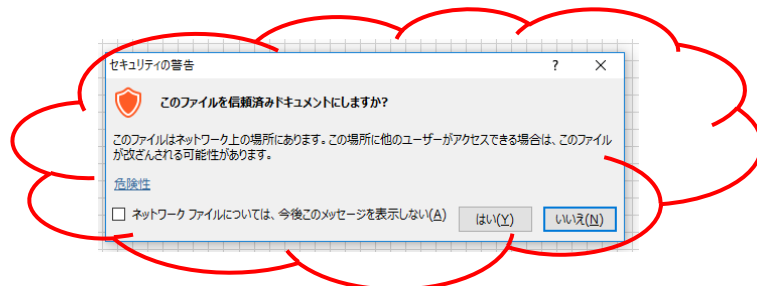 セキュリティの警告 ?
このファイルを信頼済みドキュメントにしますか?
このファイルはネットワーク上の場所にあります。この場所に他のユーザーがアクセスできる場合は、このファイル
が改ざんされる可能性があります。
危険性
ネットワーク ファイルについては、今後このメッセージを表示しない(A) はい(Y) いいえ(N)